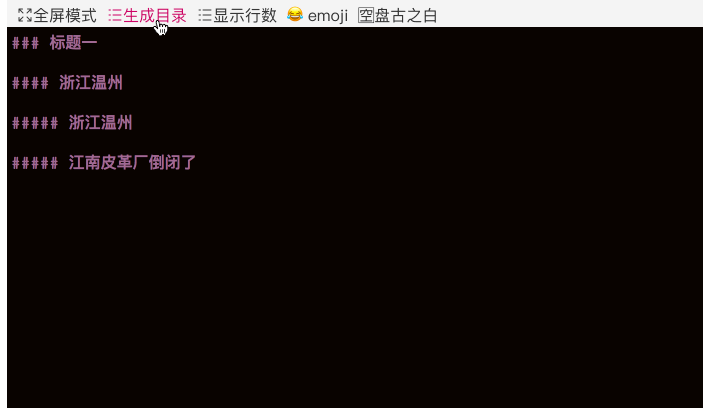 全屏模式 生成目录 显示行数 😂 emoji 空盘古之白
### 标题一
#### 浙江温州
##### 浙江温州
##### 江南皮革厂倒闭了